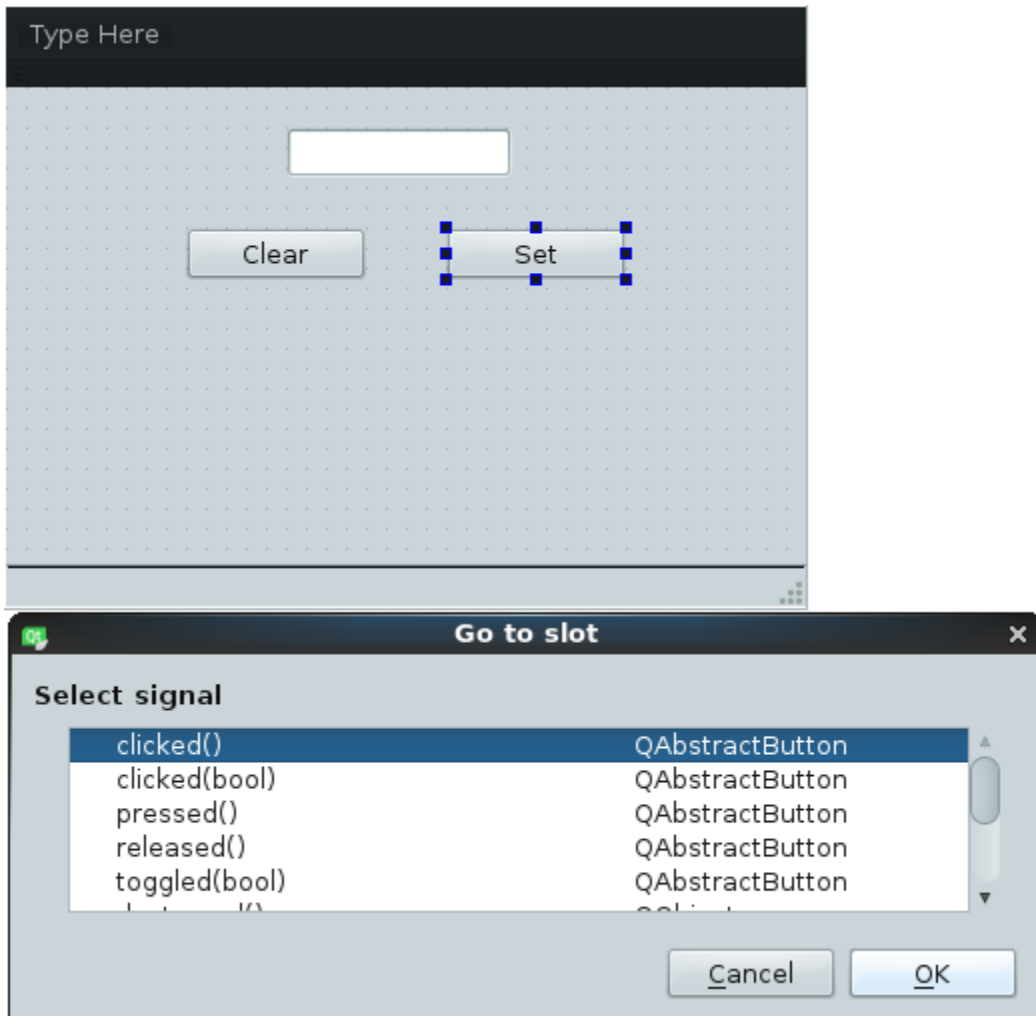 Type Here
Clear Set
Qt Go to slot
Select signal
clicked() QAbstractButton
clicked(bool) QAbstractButton
pressed() QAbstractButton
released() QAbstractButton
toggled(bool) QAbstractButton
Cancel OK